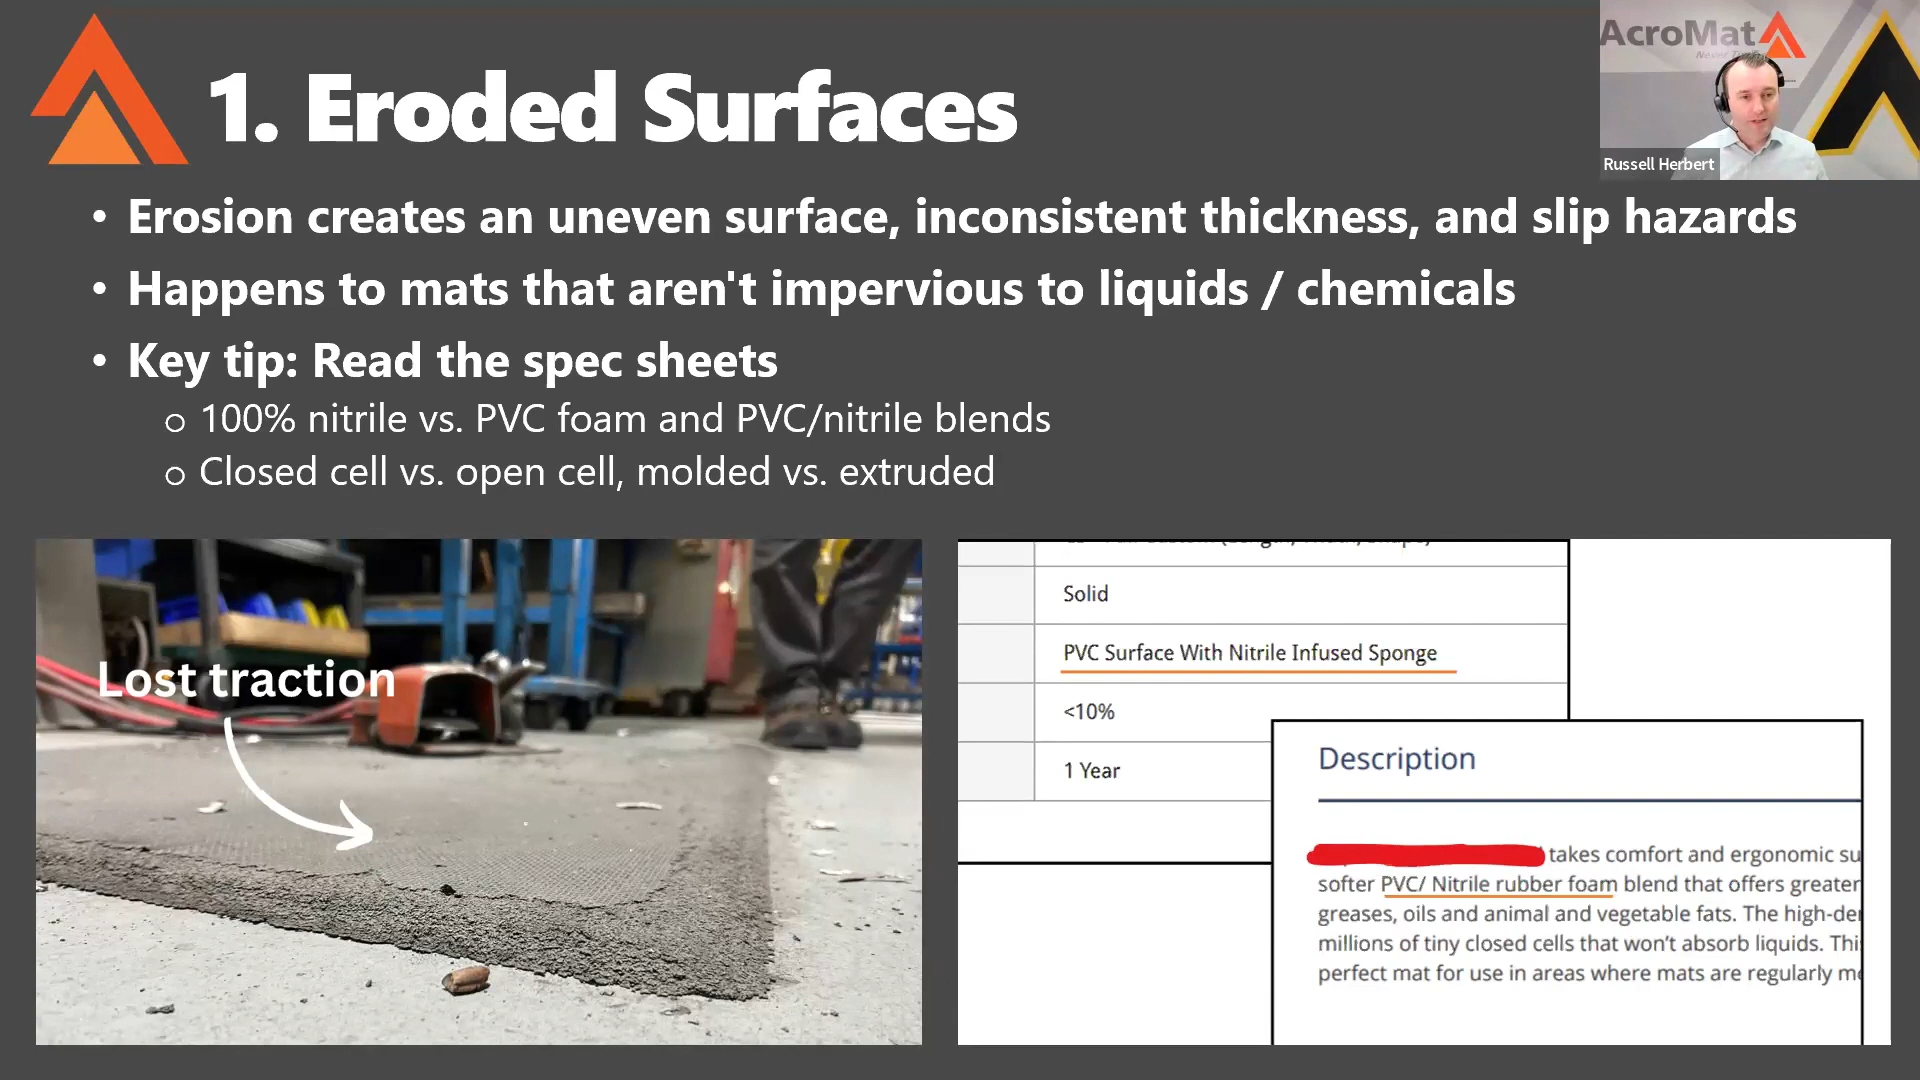 AcroMat
1. Eroded Surfaces
Russell Herbert
• Erosion creates an uneven surface, inconsistent thickness, and slip hazards
• Happens to mats that aren't impervious to liquids / chemicals
• Key tip: Read the spec sheets
o 100% nitrile vs. PVC foam and PVC/nitrile blends
o Closed cell vs. open cell, molded vs. extruded
Lost traction
Solid
PVC Surface With Nitrile Infused Sponge
<10%
1 Year
Description
takes comfort and ergonomic su
softer PVC/ Nitrile rubber foam blend that offers greater
greases, oils and animal and vegetable fats. The high-de
millions of tiny closed cells that won't absorb liquids. Thi
perfect mat for use in areas where mats are regularly m